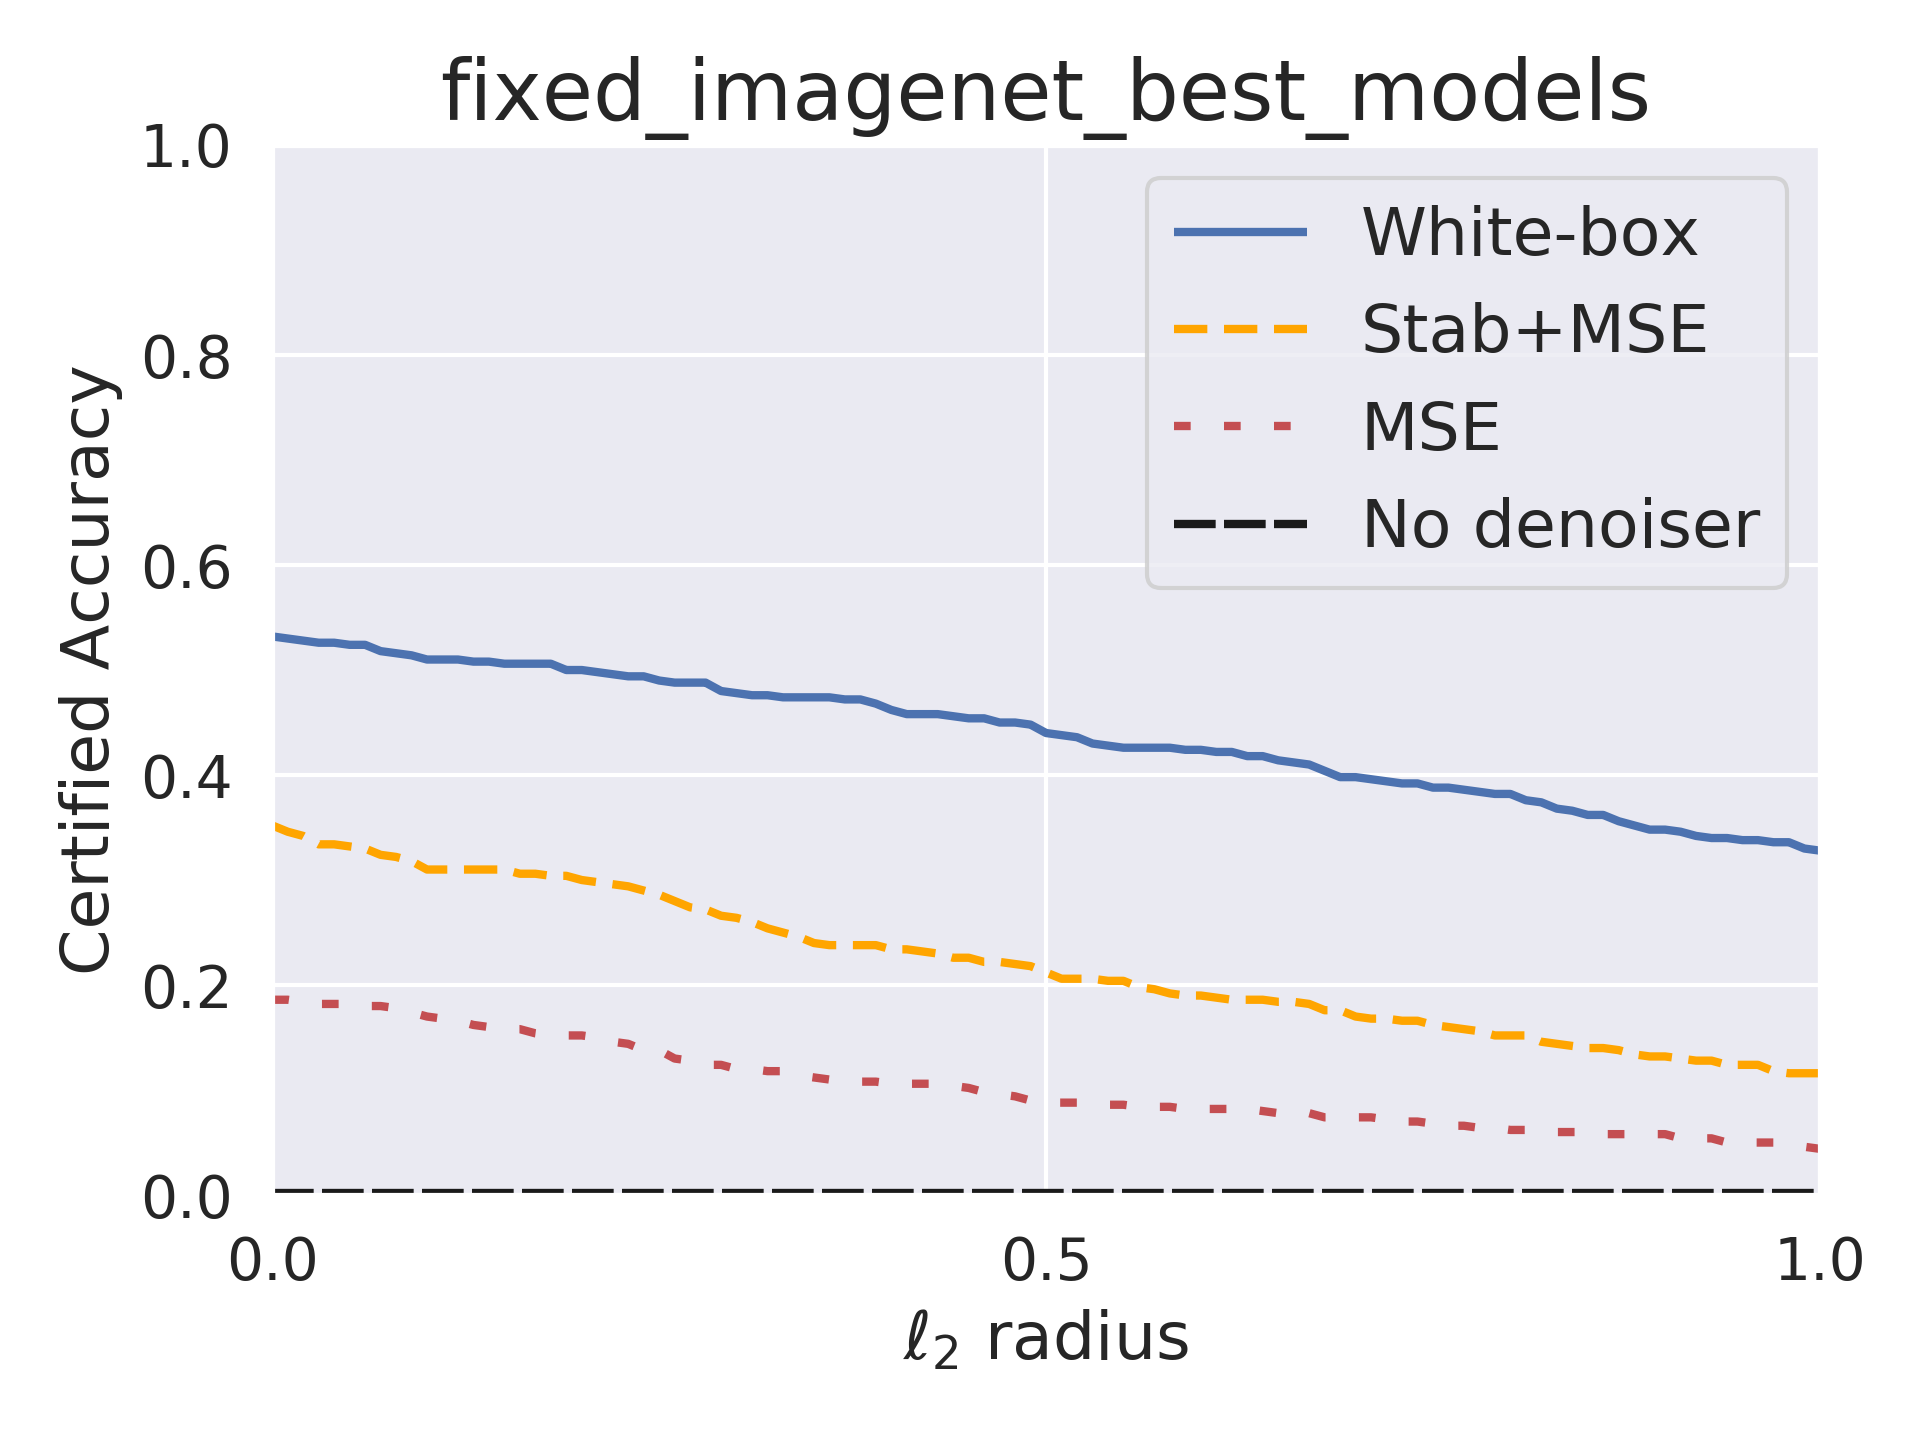 fixed_imagenet_best_models
1.0
0.8
0.6
0.4
0.2
0.0
Certified Accuracy
White-box
Stab+MSE
MSE
No denoiser
0.0 0.5 1.0
ℓ₂ radius